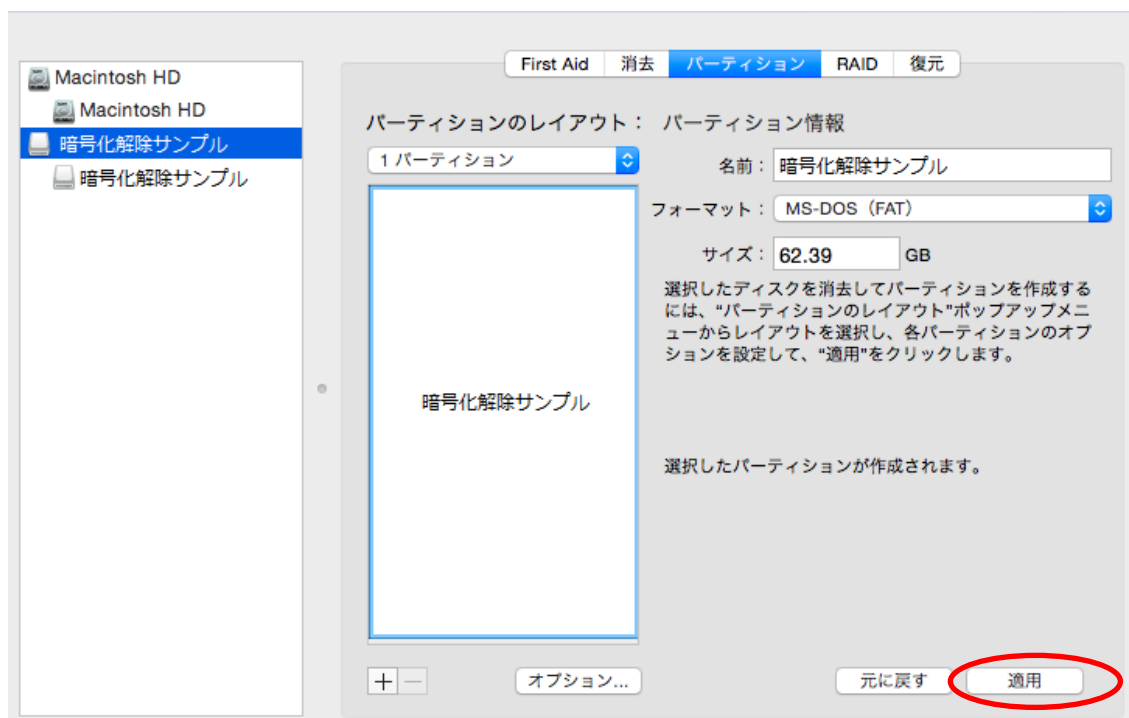 Macintosh HD
Macintosh HD
暗号化解除サンプル
暗号化解除サンプル
First Aid 消去 パーティション RAID 復元
パーティションのレイアウト：
1 パーティション
暗号化解除サンプル
パーティション情報
名前： 暗号化解除サンプル
フォーマット： MS-DOS（FAT）
サイズ： 62.39 GB
選択したディスクを消去してパーティションを作成する
には、“パーティションのレイアウト”ポップアップメニ
ューからレイアウトを選択し、各パーティションのオプ
ションを設定して、“適用”をクリックします。
選択したパーティションが作成されます。
+ − オプション... 元に戻す 適用